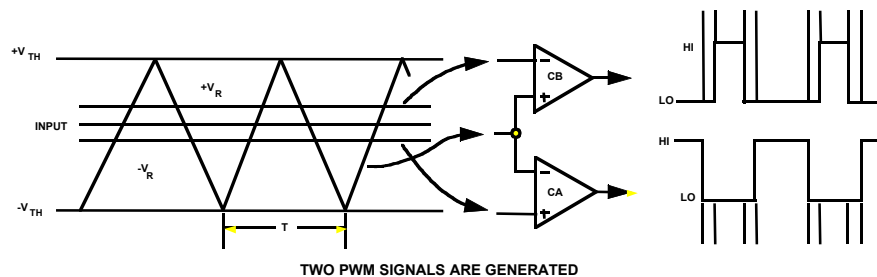 +V TH
+V R
INPUT
-V R
-V TH
T
-
+
CB
-
+
CA
HI
LO
HI
LO
TWO PWM SIGNALS ARE GENERATED